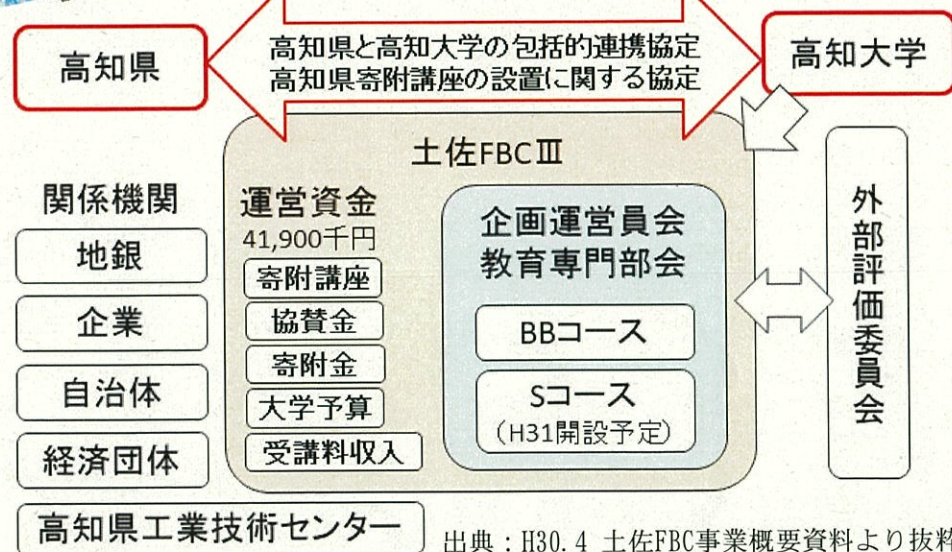 高知県
高知県と高知大学の包括的連携協定
高知県寄附講座の設置に関する協定
高知大学
土佐FBCⅢ
関係機関
地銀
企業
自治体
経済団体
高知県工業技術センター
運営資金
41,900千円
寄附講座
協賛金
寄附金
大学予算
受講料収入
企画運営員会
教育専門部会
BBコース
Sコース
（H31開設予定）
外部評価委員会
出典：H30.4 土佐FBC事業概要資料より抜粋